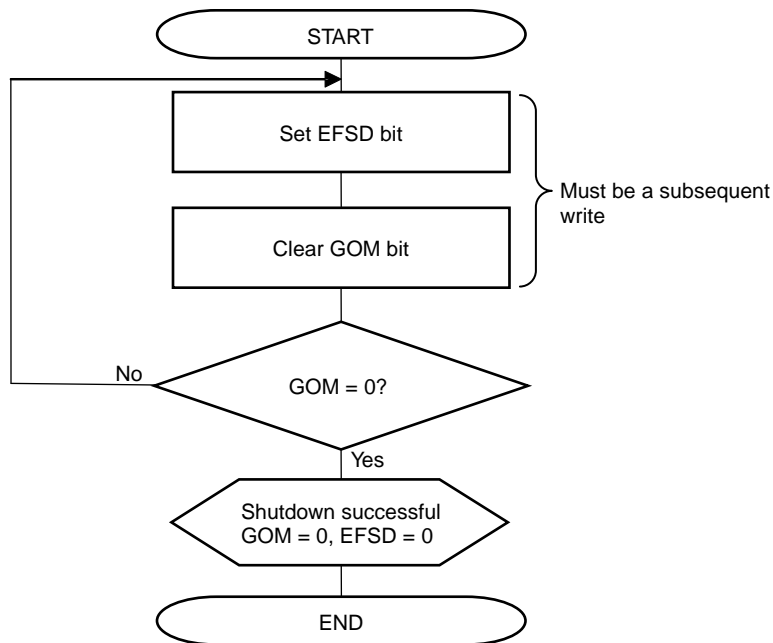 START
Set EFSD bit
Must be a subsequent
write
Clear GOM bit
No
GOM = 0?
Yes
Shutdown successful
GOM = 0, EFSD = 0
END